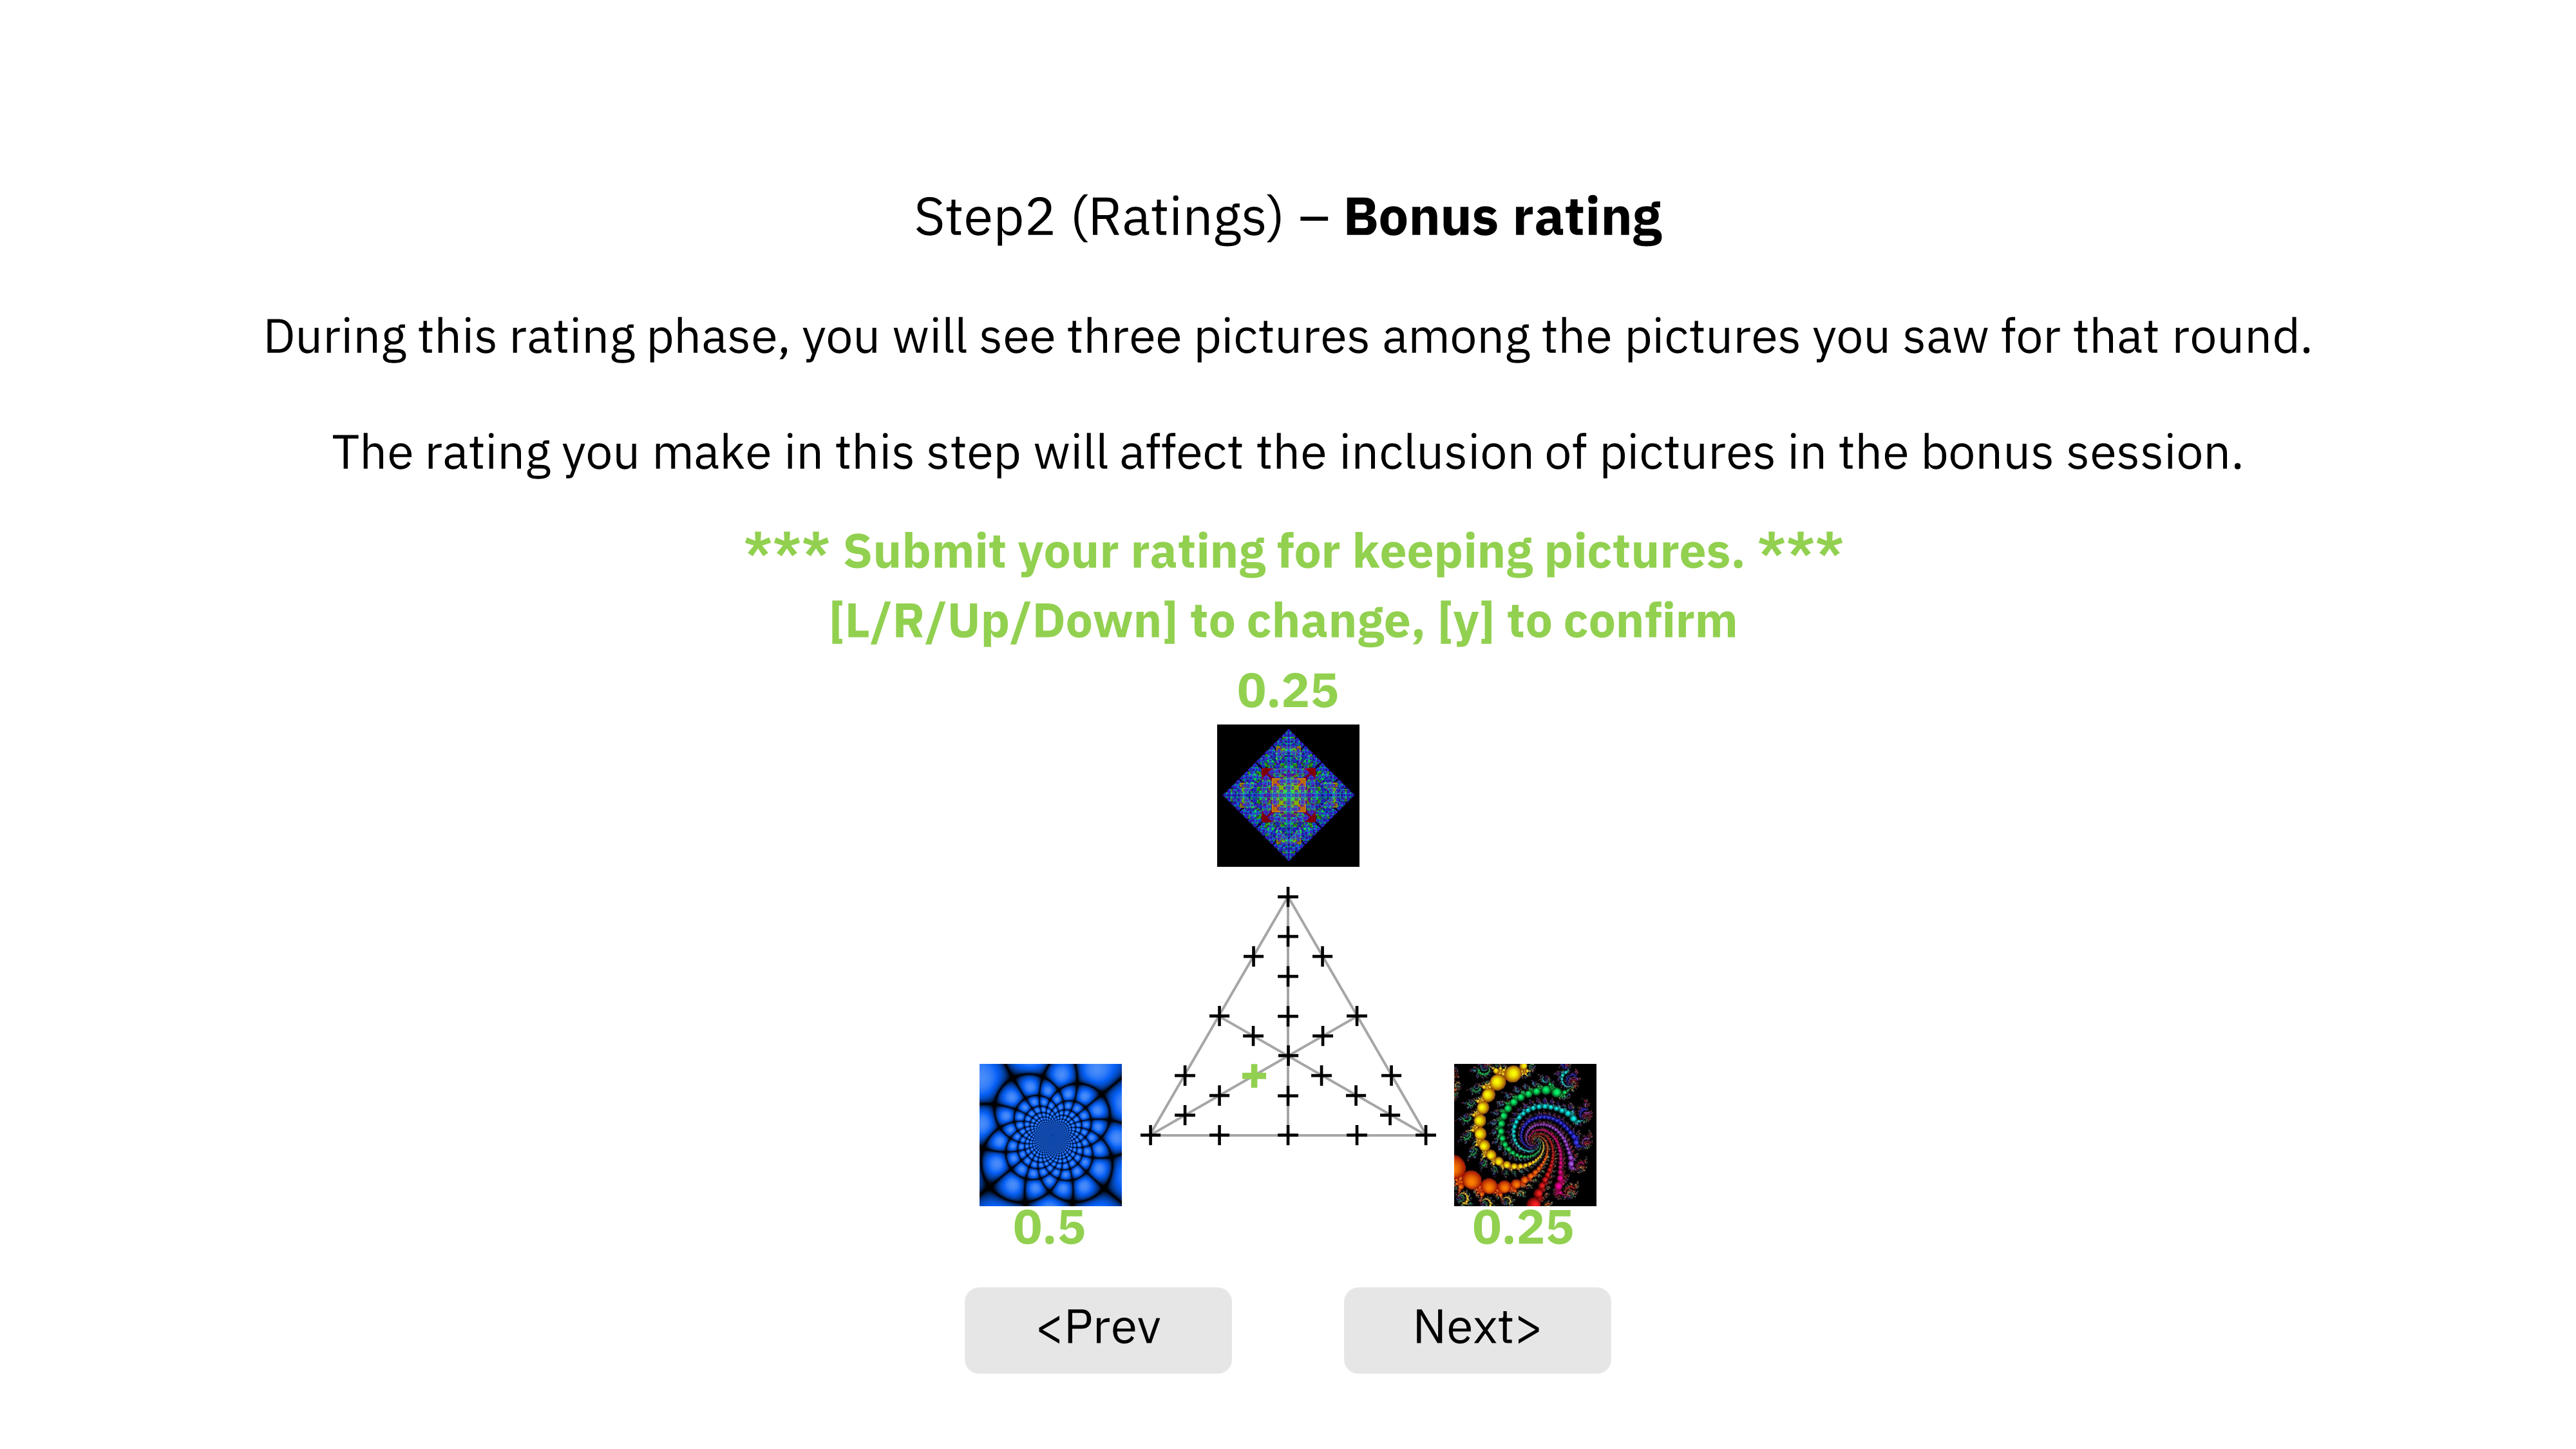 Step2 (Ratings) – Bonus rating
During this rating phase, you will see three pictures among the pictures you saw for that round.
The rating you make in this step will affect the inclusion of pictures in the bonus session.
*** Submit your rating for keeping pictures. ***
[L/R/Up/Down] to change, [y] to confirm
0.25
0.5
0.25
<Prev
Next>